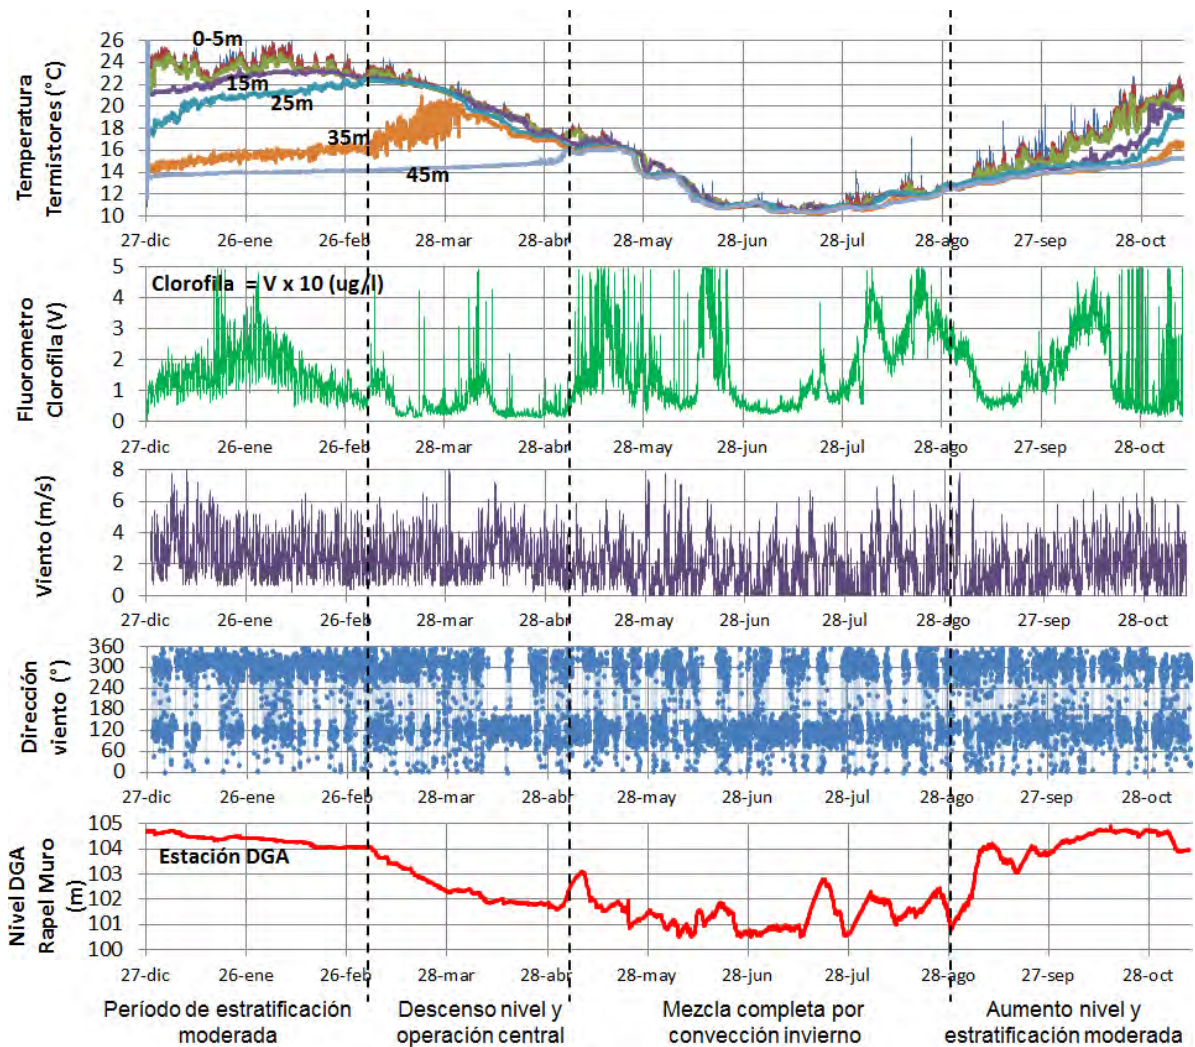 26
24
22
20
18
16
14
12
10
Temperatura
Termistores (°C)
0-5m
15m
25m
35m
45m
27-dic 26-ene 26-feb 28-mar 28-abr 28-may 28-jun 28-jul 28-ago 27-sep 28-oct
5
4
3
2
1
0
Fluorometro
Clorofila (V)
Clorofila = V x 10 (ug/l)
27-dic 26-ene 26-feb 28-mar 28-abr 28-may 28-jun 28-jul 28-ago 27-sep 28-oct
8
6
4
2
0
Viento (m/s)
27-dic 26-ene 26-feb 28-mar 28-abr 28-may 28-jun 28-jul 28-ago 27-sep 28-oct
360
300
240
180
120
60
0
Dirección
viento (°)
27-dic 26-ene 26-feb 28-mar 28-abr 28-may 28-jun 28-jul 28-ago 27-sep 28-oct
105
104
102
101
100
Nivel DGA
Rapel Muro
(m)
Estación DGA
27-dic 26-ene 26-feb 28-mar 28-abr 28-may 28-jun 28-jul 28-ago 27-sep 28-oct
Período de estratificación
moderada
Descenso nivel y
operación central
Mezcla completa por
convección invierno
Aumento nivel y
estratificación moderada